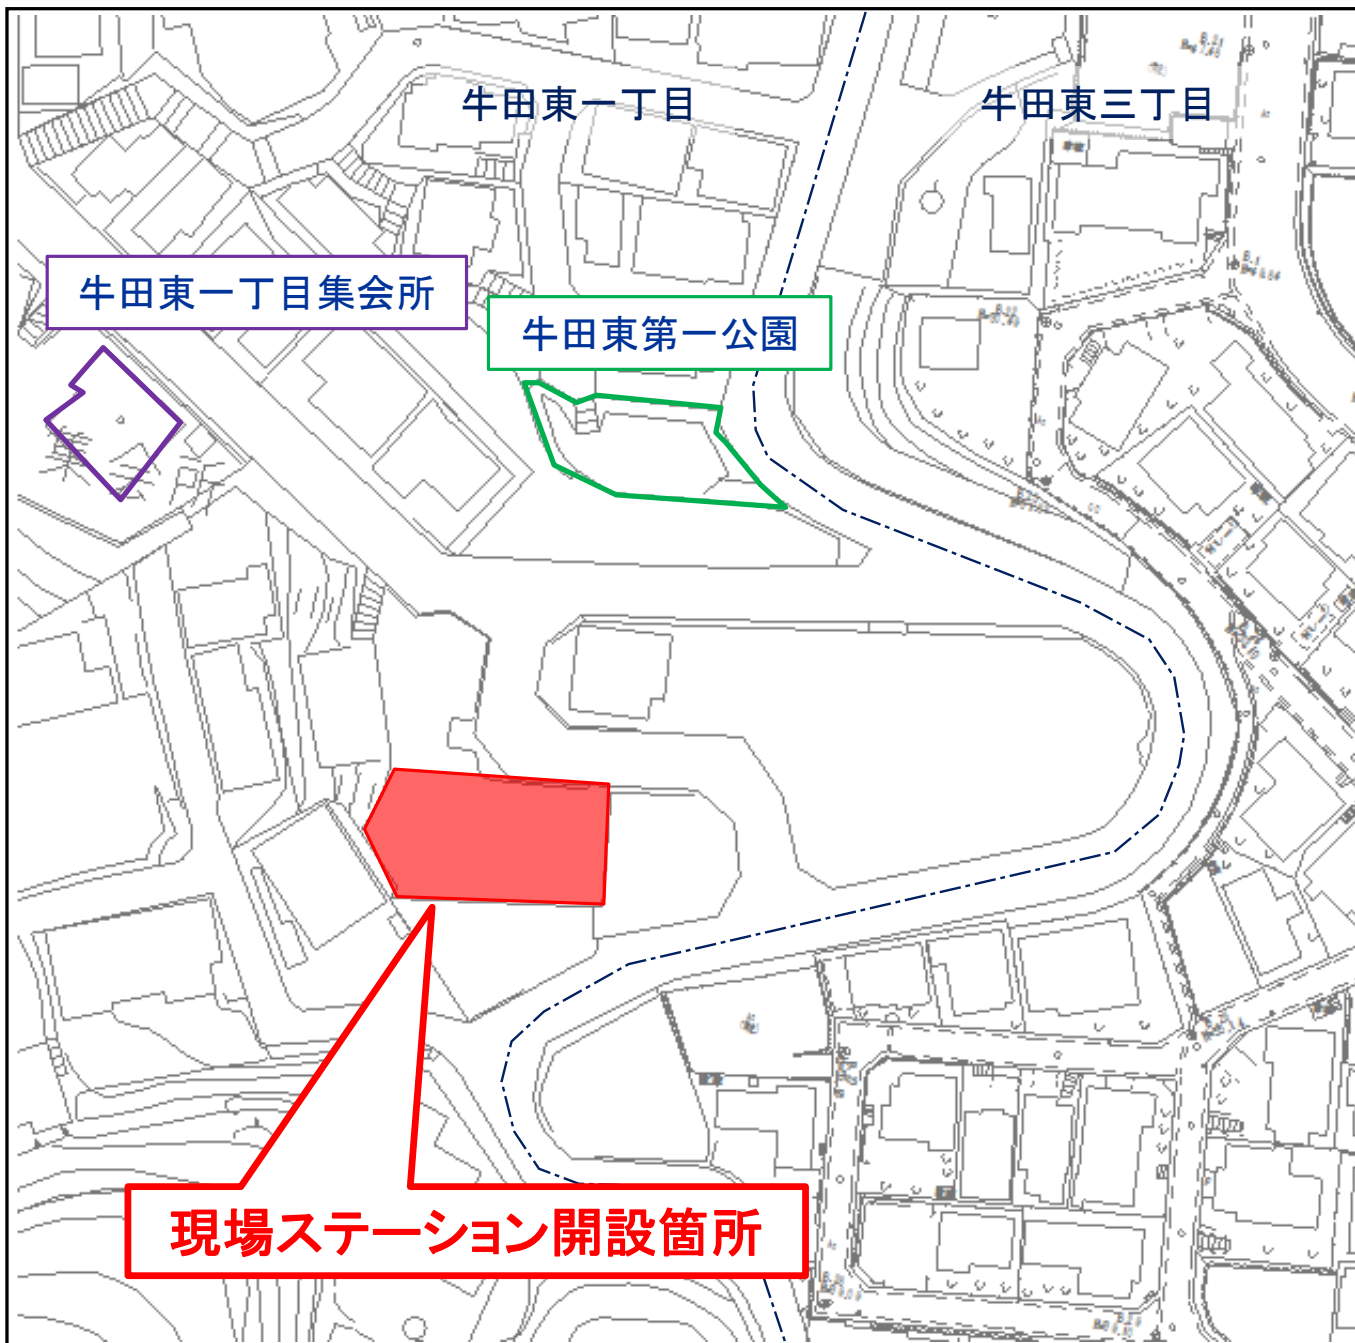 牛田東一丁目
牛田東三丁目
牛田東一丁目集会所
牛田東第一公園
現場ステーション開設箇所